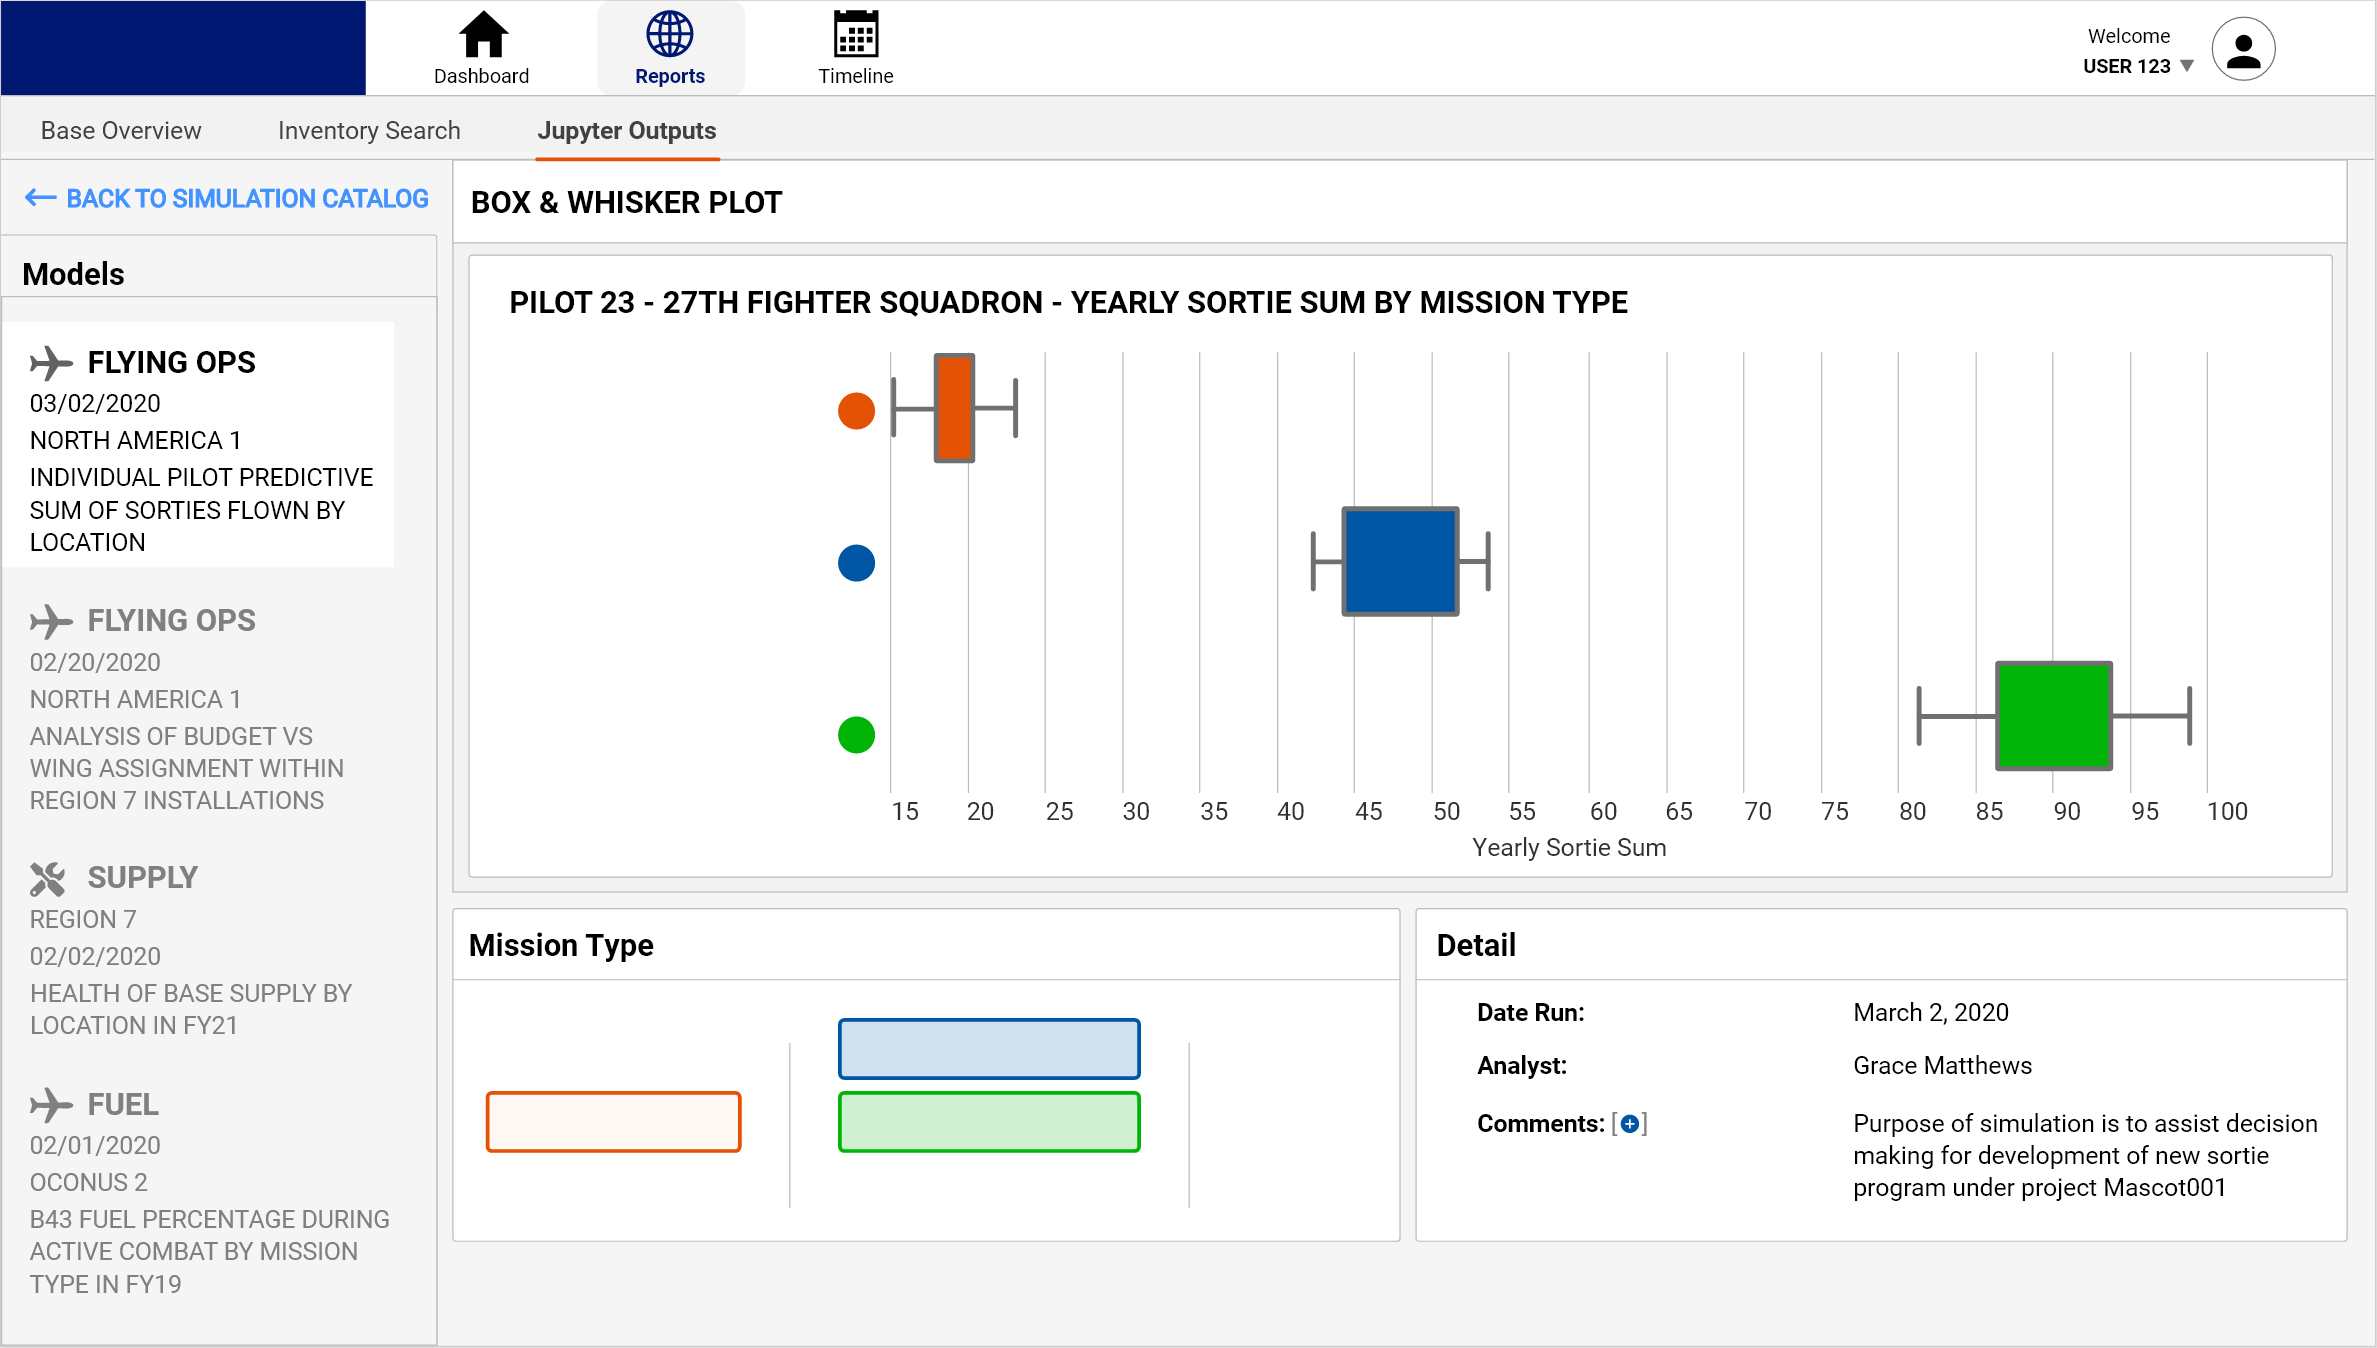 Dashboard
Reports
Timeline
Welcome
USER 123
Base Overview
Inventory Search
Jupyter Outputs
BACK TO SIMULATION CATALOG
Models
FLYING OPS
03/02/2020
NORTH AMERICA 1
INDIVIDUAL PILOT PREDICTIVE
SUM OF SORTIES FLOWN BY
LOCATION
FLYING OPS
02/20/2020
NORTH AMERICA 1
ANALYSIS OF BUDGET VS
WING ASSIGNMENT WITHIN
REGION 7 INSTALLATIONS
SUPPLY
REGION 7
02/02/2020
HEALTH OF BASE SUPPLY BY
LOCATION IN FY21
FUEL
02/01/2020
OCONUS 2
B43 FUEL PERCENTAGE DURING
ACTIVE COMBAT BY MISSION
TYPE IN FY19
BOX & WHISKER PLOT
PILOT 23 - 27TH FIGHTER SQUADRON - YEARLY SORTIE SUM BY MISSION TYPE
15 20 25 30 35 40 45 50 55 60 65 70 75 80 85 90 95 100
Yearly Sortie Sum
Mission Type
Detail
Date Run: March 2, 2020
Analyst: Grace Matthews
Comments: [+] Purpose of simulation is to assist decision
making for development of new sortie
program under project Mascot001